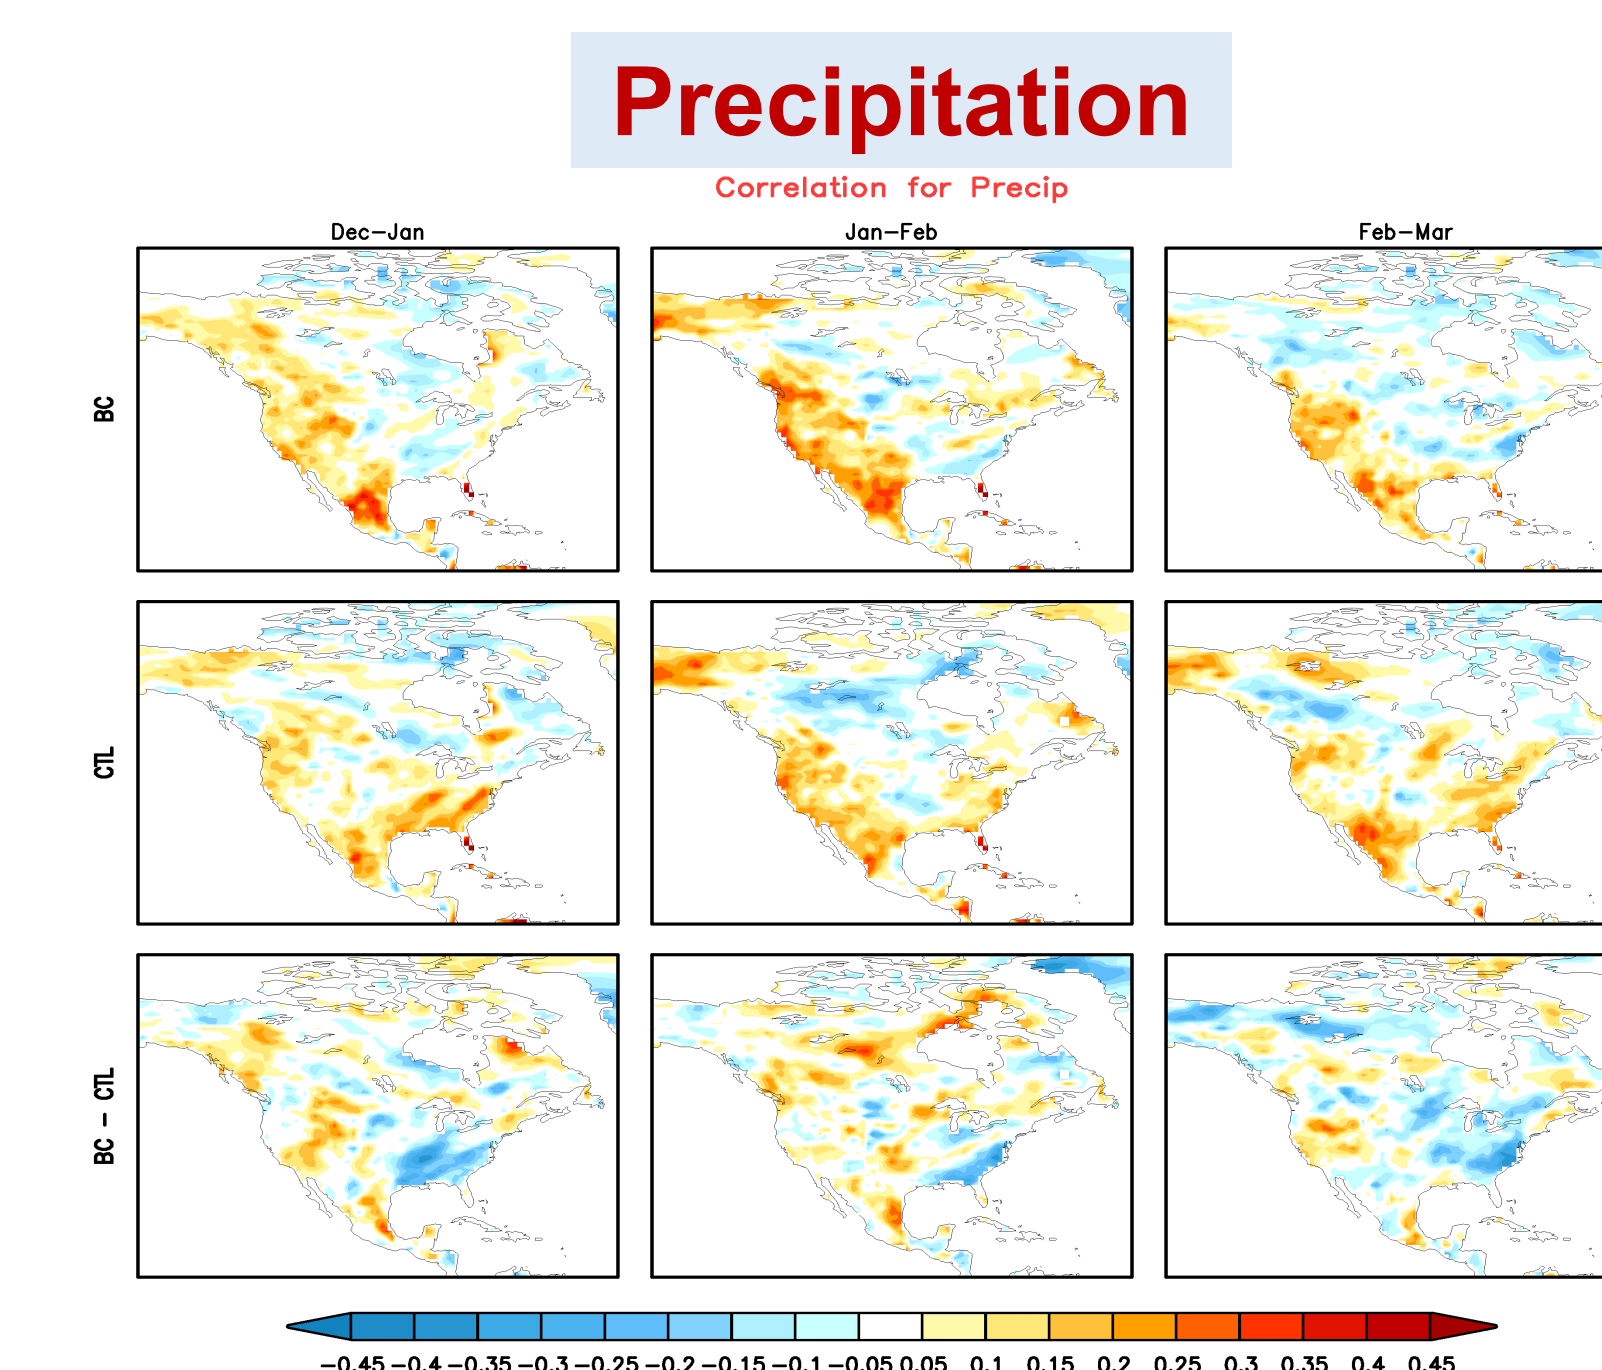 Precipitation
Correlation for Precip
Dec-Jan Jan-Feb Feb-Mar
BC
CTL
BC - CTL
-0.45 -0.4 -0.35 -0.3 -0.25 -0.2 -0.15 -0.1 -0.05 0.05 0.1 0.15 0.2 0.25 0.3 0.35 0.4 0.45